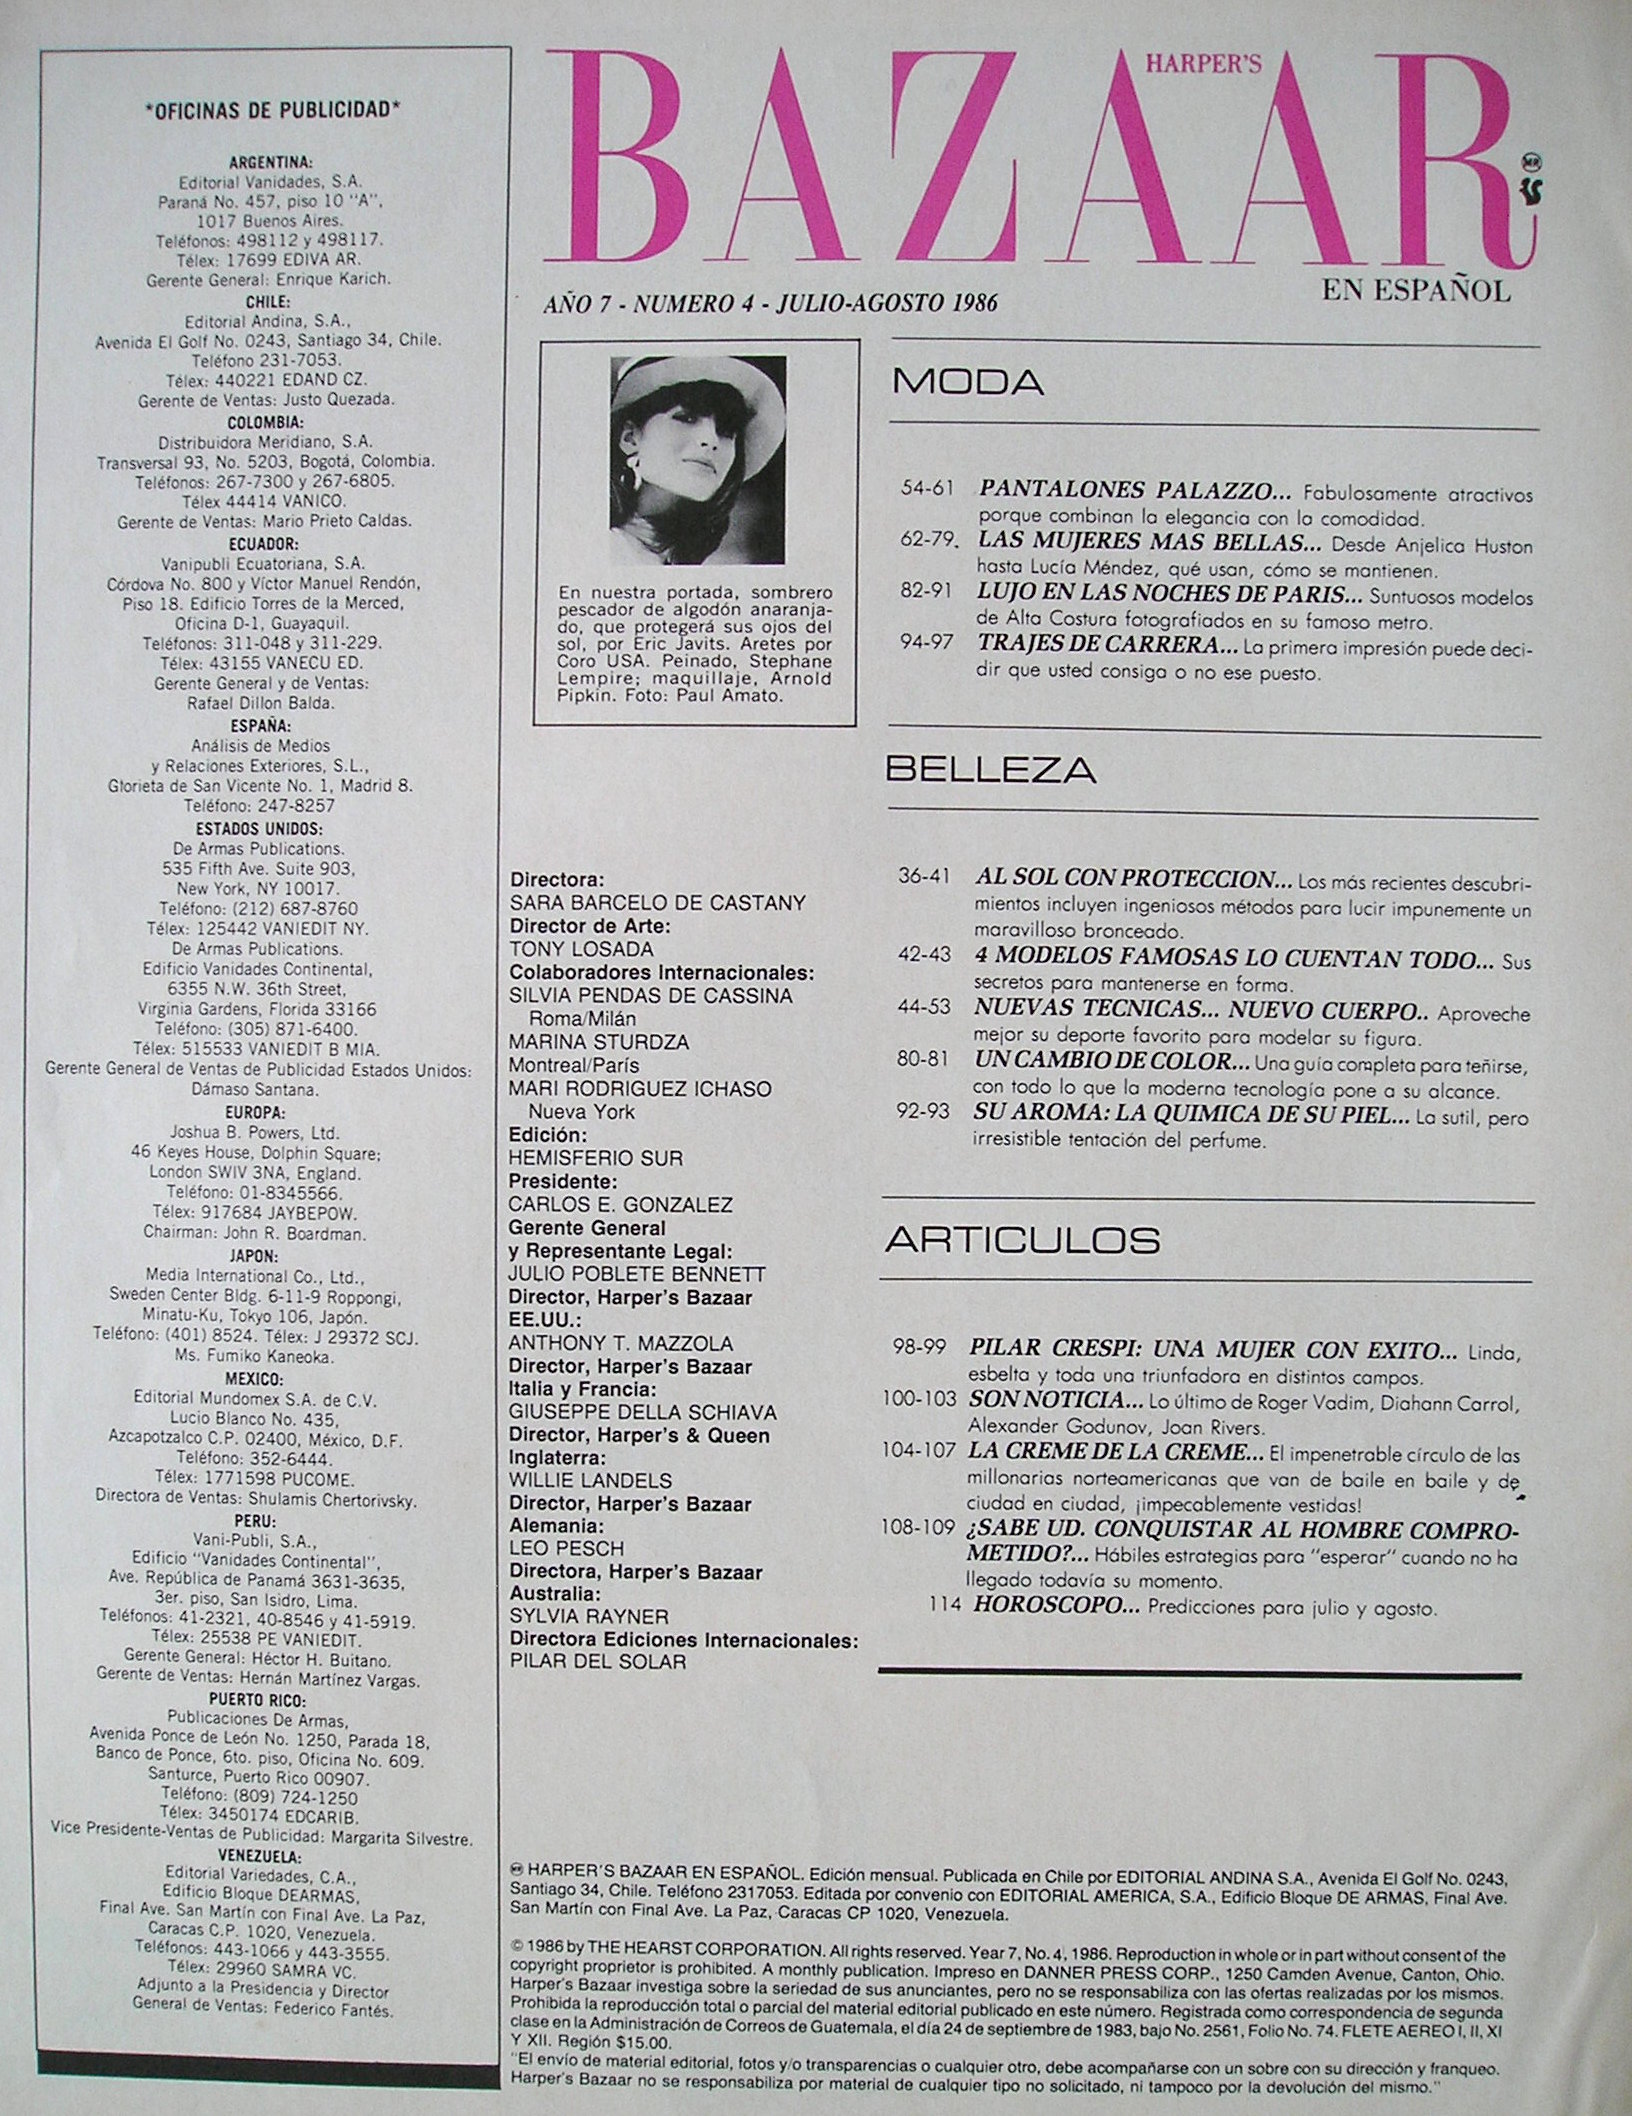 *OFICINAS DE PUBLICIDAD*
ARGENTINA:
Editorial Vanidades, S.A.
Paraná No. 457, piso 10 "A",
1017 Buenos Aires.
Teléfonos: 498112 y 498117.
Télex: 17699 EDIVA AR.
Gerente General: Enrique Karich.
CHILE:
Editorial Andina, S.A.,
Avenida El Golf No. 0243, Santiago 34, Chile.
Teléfono 231-7053.
Télex: 440221 EDAND CZ.
Gerente de Ventas: Justo Quezada.
COLOMBIA:
Distribuidora Meridiano, S.A.
Transversal 93, No. 5203, Bogotá, Colombia.
Teléfonos: 267-7300 y 267-6805.
Télex 44414 VANICO.
Gerente de Ventas: Mario Prieto Caldas.
ECUADOR:
Vanipubli Ecuatoriana, S.A.
Córdova No. 800 y Víctor Manuel Rendón,
Piso 18. Edificio Torres de la Merced,
Oficina D-1, Guayaquil.
Teléfonos: 311-048 y 311-229.
Télex: 43155 VANECU ED.
Gerente General y de Ventas:
Rafael Dillon Balda.
ESPAÑA:
Análisis de Medios
y Relaciones Exteriores, S.L.,
Glorieta de San Vicente No. 1, Madrid 8.
Teléfono: 247-8257
ESTADOS UNIDOS:
De Armas Publications.
535 Fifth Ave. Suite 903,
New York, NY 10017.
Teléfono: (212) 687-8760
Télex: 125442 VANIEDIT NY.
De Armas Publications.
Edificio Vanidades Continental,
6355 N.W. 36th Street,
Virginia Gardens, Florida 33166
Teléfono: (305) 871-6400.
Télex: 515533 VANIEDIT B MIA.
Gerente General de Ventas de Publicidad Estados Unidos:
Dámaso Santana.
EUROPA:
Joshua B. Powers, Ltd.
46 Keyes House, Dolphin Square;
London SWIV 3NA, England.
Teléfono: 01-8345566.
Télex: 917684 JAYBEPOW.
Chairman: John R. Boardman.
JAPON:
Media International Co., Ltd.,
Sweden Center Bldg. 6-11-9 Roppongi,
Minatu-Ku, Tokyo 106, Japón.
Teléfono: (401) 8524. Télex: J 29372 SCJ.
Ms. Fumiko Kaneoka.
MEXICO:
Editorial Mundomex S.A. de C.V.
Lucio Blanco No. 435,
Azcapotzalco C.P. 02400, México, D.F.
Teléfono: 352-6444.
Télex: 1771598 PUCOME.
Directora de Ventas: Shulamis Chertorivsky.
PERU:
Vani-Publi, S.A.,
Edificio "Vanidades Continental",
Ave. República de Panamá 3631-3635,
3er. piso, San Isidro, Lima.
Teléfonos: 41-2321, 40-8546 y 41-5919.
Télex: 25538 PE VANIEDIT.
Gerente General: Héctor H. Buitano.
Gerente de Ventas: Hernán Martínez Vargas.
PUERTO RICO:
Publicaciones De Armas,
Avenida Ponce de León No. 1250, Parada 18,
Banco de Ponce, 6to. piso, Oficina No. 609.
Santurce, Puerto Rico 00907.
Teléfono: (809) 724-1250
Télex: 3450174 EDCARIB.
Vice Presidente-Ventas de Publicidad: Margarita Silvestre.
VENEZUELA:
Editorial Variedades, C.A.,
Edificio Bloque DEARMAS,
Final Ave. San Martín con Final Ave. La Paz,
Caracas C.P. 1020, Venezuela.
Teléfonos: 443-1066 y 443-3555.
Télex: 29960 SAMRA VC.
Adjunto a la Presidencia y Director
General de Ventas: Federico Fantés.
HARPER'S
BAZAAR
MR
EN ESPAÑOL
AÑO 7 - NUMERO 4 - JULIO-AGOSTO 1986
En nuestra portada, sombrero
pescador de algodón anaranja-
do, que protegerá sus ojos del
sol, por Eric Javits. Aretes por
Coro USA. Peinado, Stephane
Lempire; maquillaje, Arnold
Pipkin. Foto: Paul Amato.
Directora:
SARA BARCELO DE CASTANY
Director de Arte:
TONY LOSADA
Colaboradores Internacionales:
SILVIA PENDAS DE CASSINA
Roma/Milán
MARINA STURDZA
Montreal/París
MARI RODRIGUEZ ICHASO
Nueva York
Edición:
HEMISFERIO SUR
Presidente:
CARLOS E. GONZALEZ
Gerente General
y Representante Legal:
JULIO POBLETE BENNETT
Director, Harper's Bazaar
EE.UU.:
ANTHONY T. MAZZOLA
Director, Harper's Bazaar
Italia y Francia:
GIUSEPPE DELLA SCHIAVA
Director, Harper's & Queen
Inglaterra:
WILLIE LANDELS
Director, Harper's Bazaar
Alemania:
LEO PESCH
Directora, Harper's Bazaar
Australia:
SYLVIA RAYNER
Directora Ediciones Internacionales:
PILAR DEL SOLAR
MODA
54-61 PANTALONES PALAZZO... Fabulosamente atractivos
porque combinan la elegancia con la comodidad.
62-79. LAS MUJERES MAS BELLAS... Desde Anjelica Huston
hasta Lucía Méndez, qué usan, cómo se mantienen.
82-91 LUJO EN LAS NOCHES DE PARIS... Suntuosos modelos
de Alta Costura fotografiados en su famoso metro.
94-97 TRAJES DE CARRERA... La primera impresión puede deci-
dir que usted consiga o no ese puesto.
BELLEZA
36-41 AL SOL CON PROTECCION... Los más recientes descubri-
mientos incluyen ingeniosos métodos para lucir impunemente un
maravilloso bronceado.
42-43 4 MODELOS FAMOSAS LO CUENTAN TODO... Sus
secretos para mantenerse en forma.
44-53 NUEVAS TECNICAS... NUEVO CUERPO.. Aproveche
mejor su deporte favorito para modelar su figura.
80-81 UN CAMBIO DE COLOR... Una guía completa para teñirse,
con todo lo que la moderna tecnología pone a su alcance.
92-93 SU AROMA: LA QUIMICA DE SU PIEL... La sutil, pero
irresistible tentación del perfume.
ARTICULOS
98-99 PILAR CRESPI: UNA MUJER CON EXITO... Linda,
esbelta y toda una triunfadora en distintos campos.
100-103 SON NOTICIA... Lo último de Roger Vadim, Diahann Carrol,
Alexander Godunov, Joan Rivers.
104-107 LA CREME DE LA CREME... El impenetrable círculo de las
millonarias norteamericanas que van de baile en baile y de
ciudad en ciudad, ¡impecablemente vestidas!
108-109 ¿SABE UD. CONQUISTAR AL HOMBRE COMPRO-
METIDO?... Hábiles estrategias para "esperar" cuando no ha
llegado todavía su momento.
114 HOROSCOPO... Predicciones para julio y agosto.
HARPER'S BAZAAR EN ESPAÑOL. Edición mensual. Publicada en Chile por EDITORIAL ANDINA S.A., Avenida El Golf No. 0243,
Santiago 34, Chile. Teléfono 2317053. Editada por convenio con EDITORIAL AMERICA, S.A., Edificio Bloque DE ARMAS, Final Ave.
San Martín con Final Ave. La Paz, Caracas CP 1020, Venezuela.
© 1986 by THE HEARST CORPORATION. All rights reserved. Year 7, No. 4, 1986. Reproduction in whole or in part without consent of the
copyright proprietor is prohibited. A monthly publication. Impreso en DANNER PRESS CORP., 1250 Camden Avenue, Canton, Ohio.
Harper's Bazaar investiga sobre la seriedad de sus anunciantes, pero no se responsabiliza con las ofertas realizadas por los mismos.
Prohibida la reproducción total o parcial del material editorial publicado en este número. Registrada como correspondencia de segunda
clase en la Administración de Correos de Guatemala, el día 24 de septiembre de 1983, bajo No. 2561, Folio No. 74. FLETE AEREO I, II, XI
Y XII. Región $15.00.
"El envío de material editorial, fotos y/o transparencias o cualquier otro, debe acompañarse con un sobre con su dirección y franqueo.
Harper's Bazaar no se responsabiliza por material de cualquier tipo no solicitado, ni tampoco por la devolución del mismo."